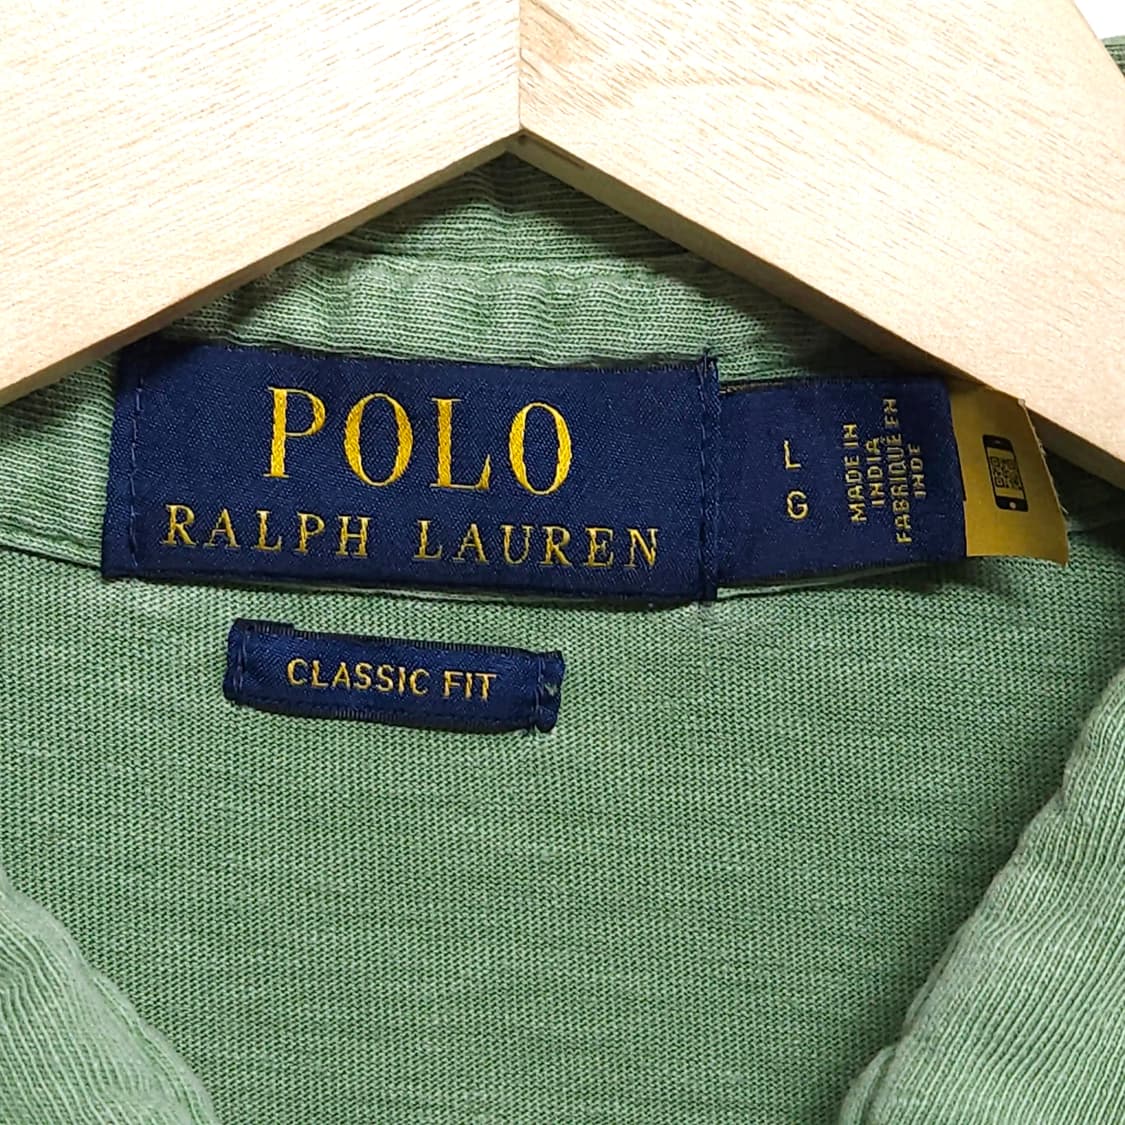 POLO
RALPH LAUREN
L
G
MADE IN
INDIA
FABRIQUÉ EN
INDE
CLASSIC FIT